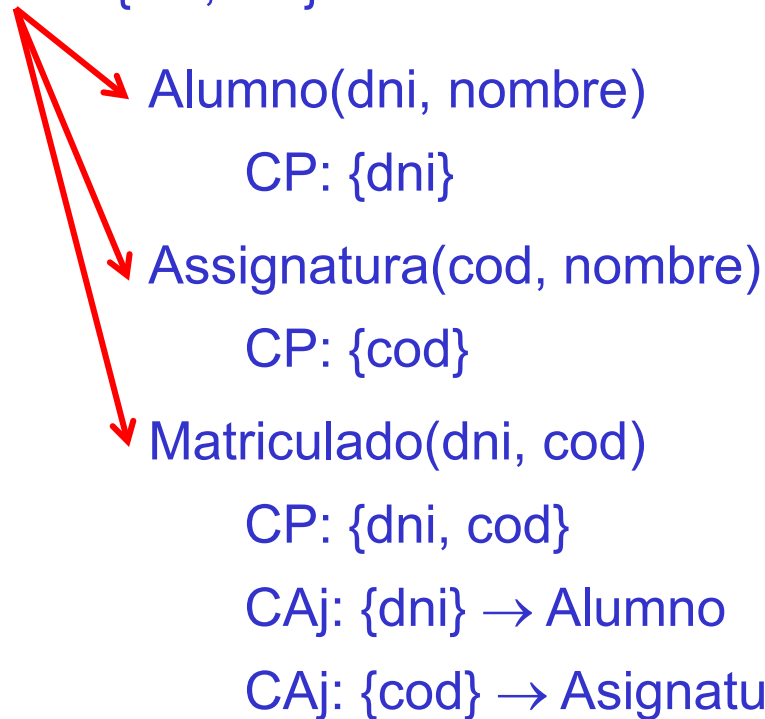 Alumno(dni, nombre)
CP: {dni}
Assignatura(cod, nombre)
CP: {cod}
Matriculado(dni, cod)
CP: {dni, cod}
CAj: {dni} → Alumno
CAj: {cod} → Asignatu